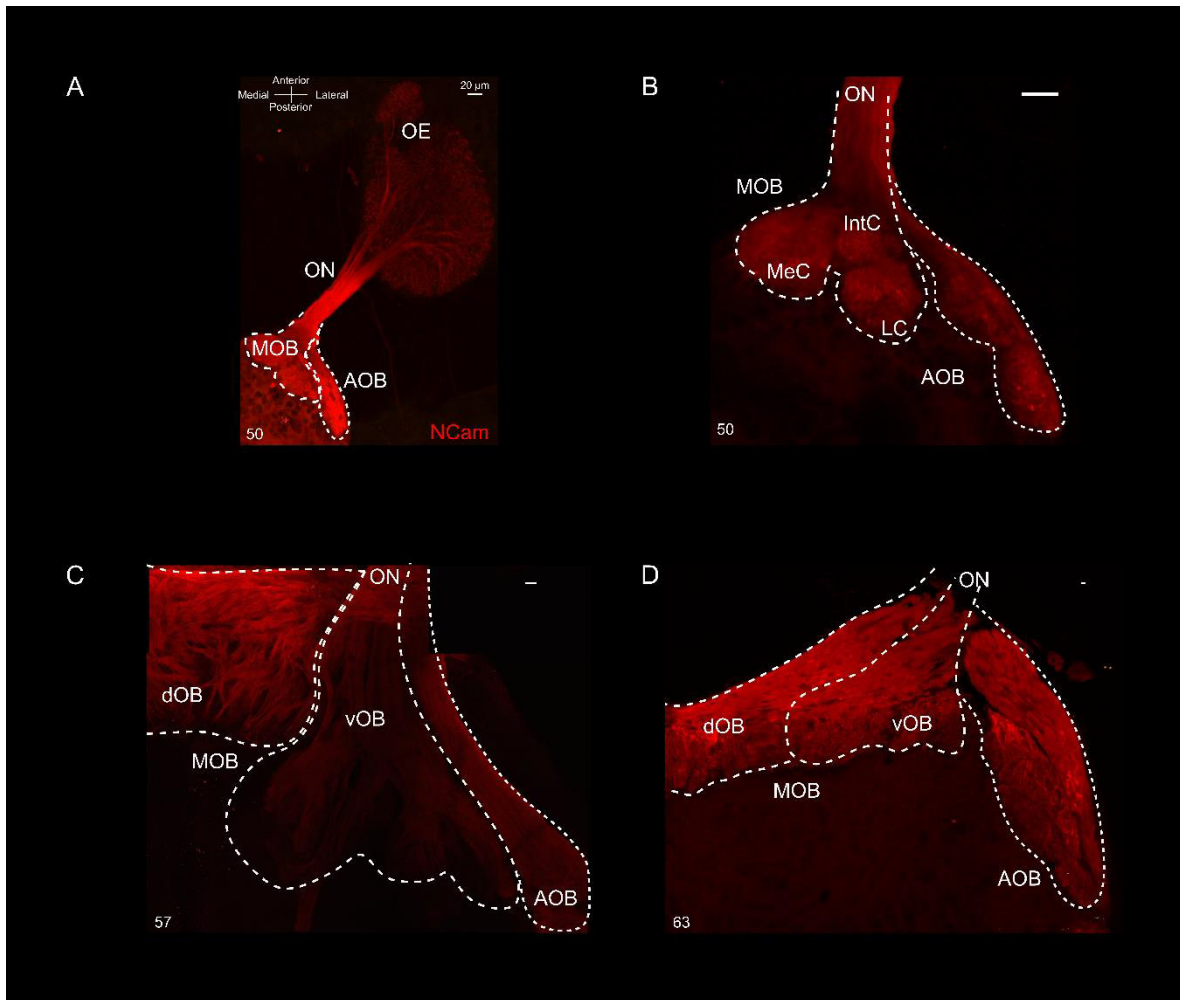 A
Anterior
Medial Lateral
Posterior
20 µm
OE
ON
MOB
AOB
50
NCam
B
ON
MOB
IntC
MeC
LC
AOB
50
C
ON
dOB
vOB
MOB
AOB
57
D
ON
dOB
vOB
MOB
AOB
63